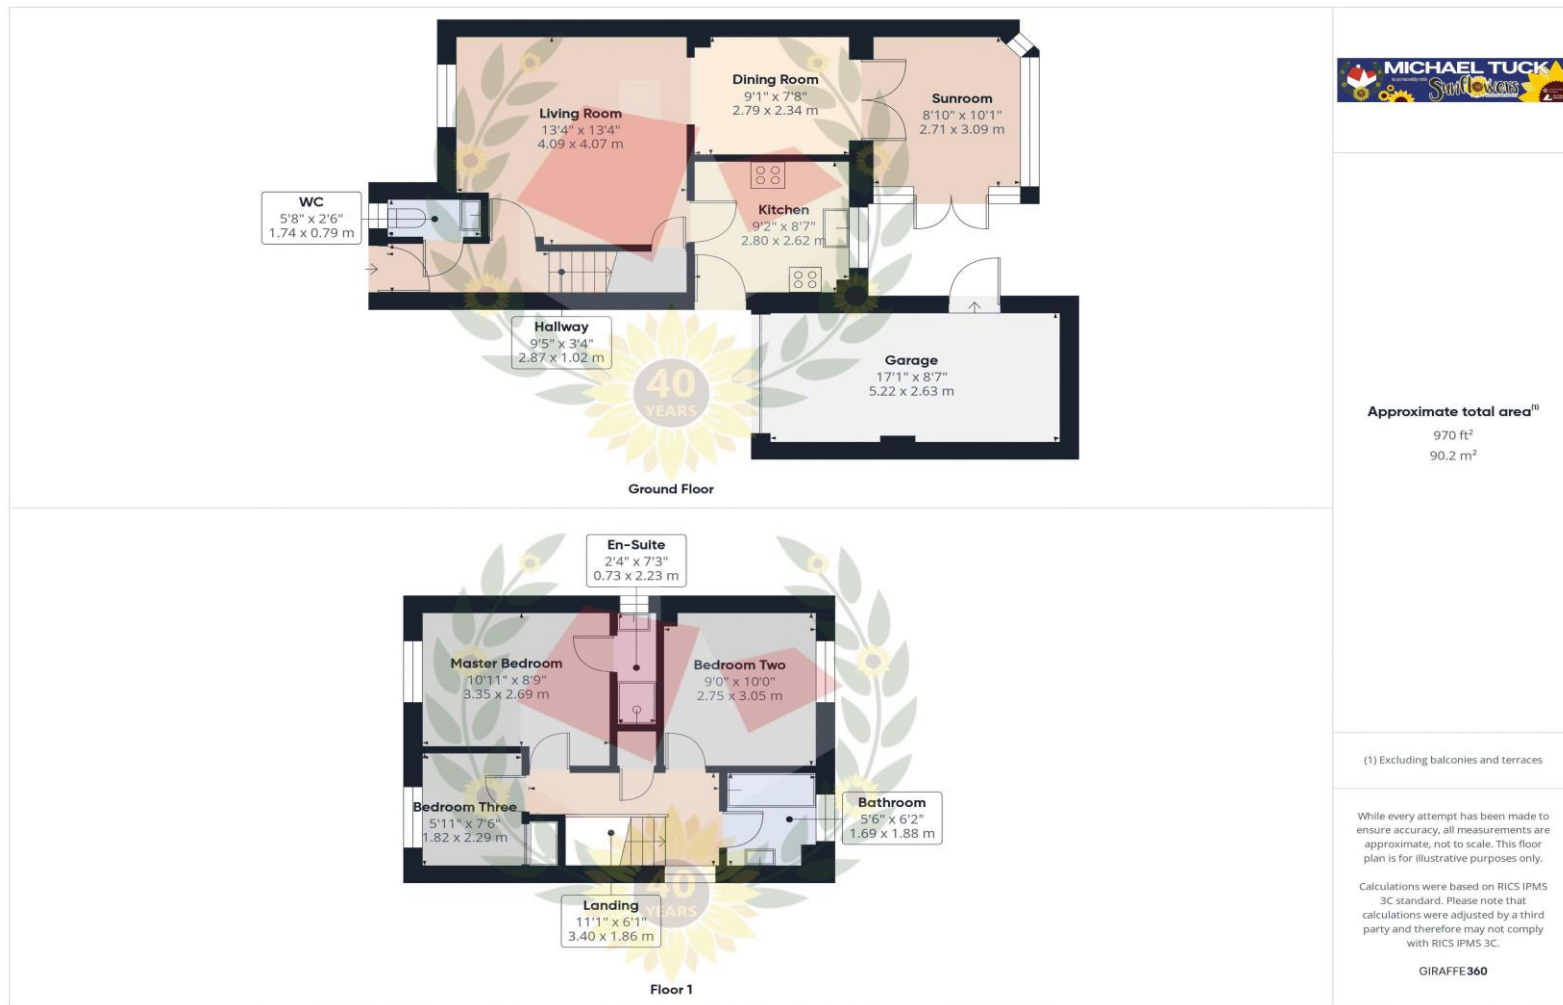 Living Room
13'4" x 13'4"
4.09 x 4.07 m
Dining Room
9'1" x 7'8"
2.79 x 2.34 m
Sunroom
8'10" x 10'1"
2.71 x 3.09 m
WC
5'8" x 2'6"
1.74 x 0.79 m
Kitchen
9'2" x 8'7"
2.80 x 2.62 m
Hallway
9'5" x 3'4"
2.87 x 1.02 m
Garage
17'1" x 8'7"
5.22 x 2.63 m
40
YEARS
Ground Floor
En-Suite
2'4" x 7'3"
0.73 x 2.23 m
Master Bedroom
10'11" x 8'9"
3.35 x 2.69 m
Bedroom Two
9'0" x 10'0"
2.75 x 3.05 m
Bedroom Three
5'11" x 7'6"
1.82 x 2.29 m
Bathroom
5'6" x 6'2"
1.69 x 1.88 m
40
YEARS
Landing
11'1" x 6'1"
3.40 x 1.86 m
Floor 1
MICHAEL TUCK
Sunflowers
Approximate total area(1)
970 ft²
90.2 m²
(1) Excluding balconies and terraces
While every attempt has been made to
ensure accuracy, all measurements are
approximate, not to scale. This floor
plan is for illustrative purposes only.
Calculations were based on RICS IPMS
3C standard. Please note that
calculations were adjusted by a third
party and therefore may not comply
with RICS IPMS 3C.
GIRAFFE360